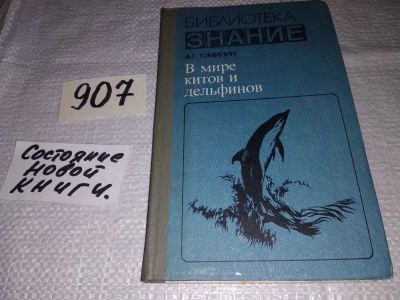 БИБЛИОТЕКА
ЗНАНИЕ
А.Г. ТОМИЛИН
В мире
китов и
дельфинов
907
Состояние
новой
книги.